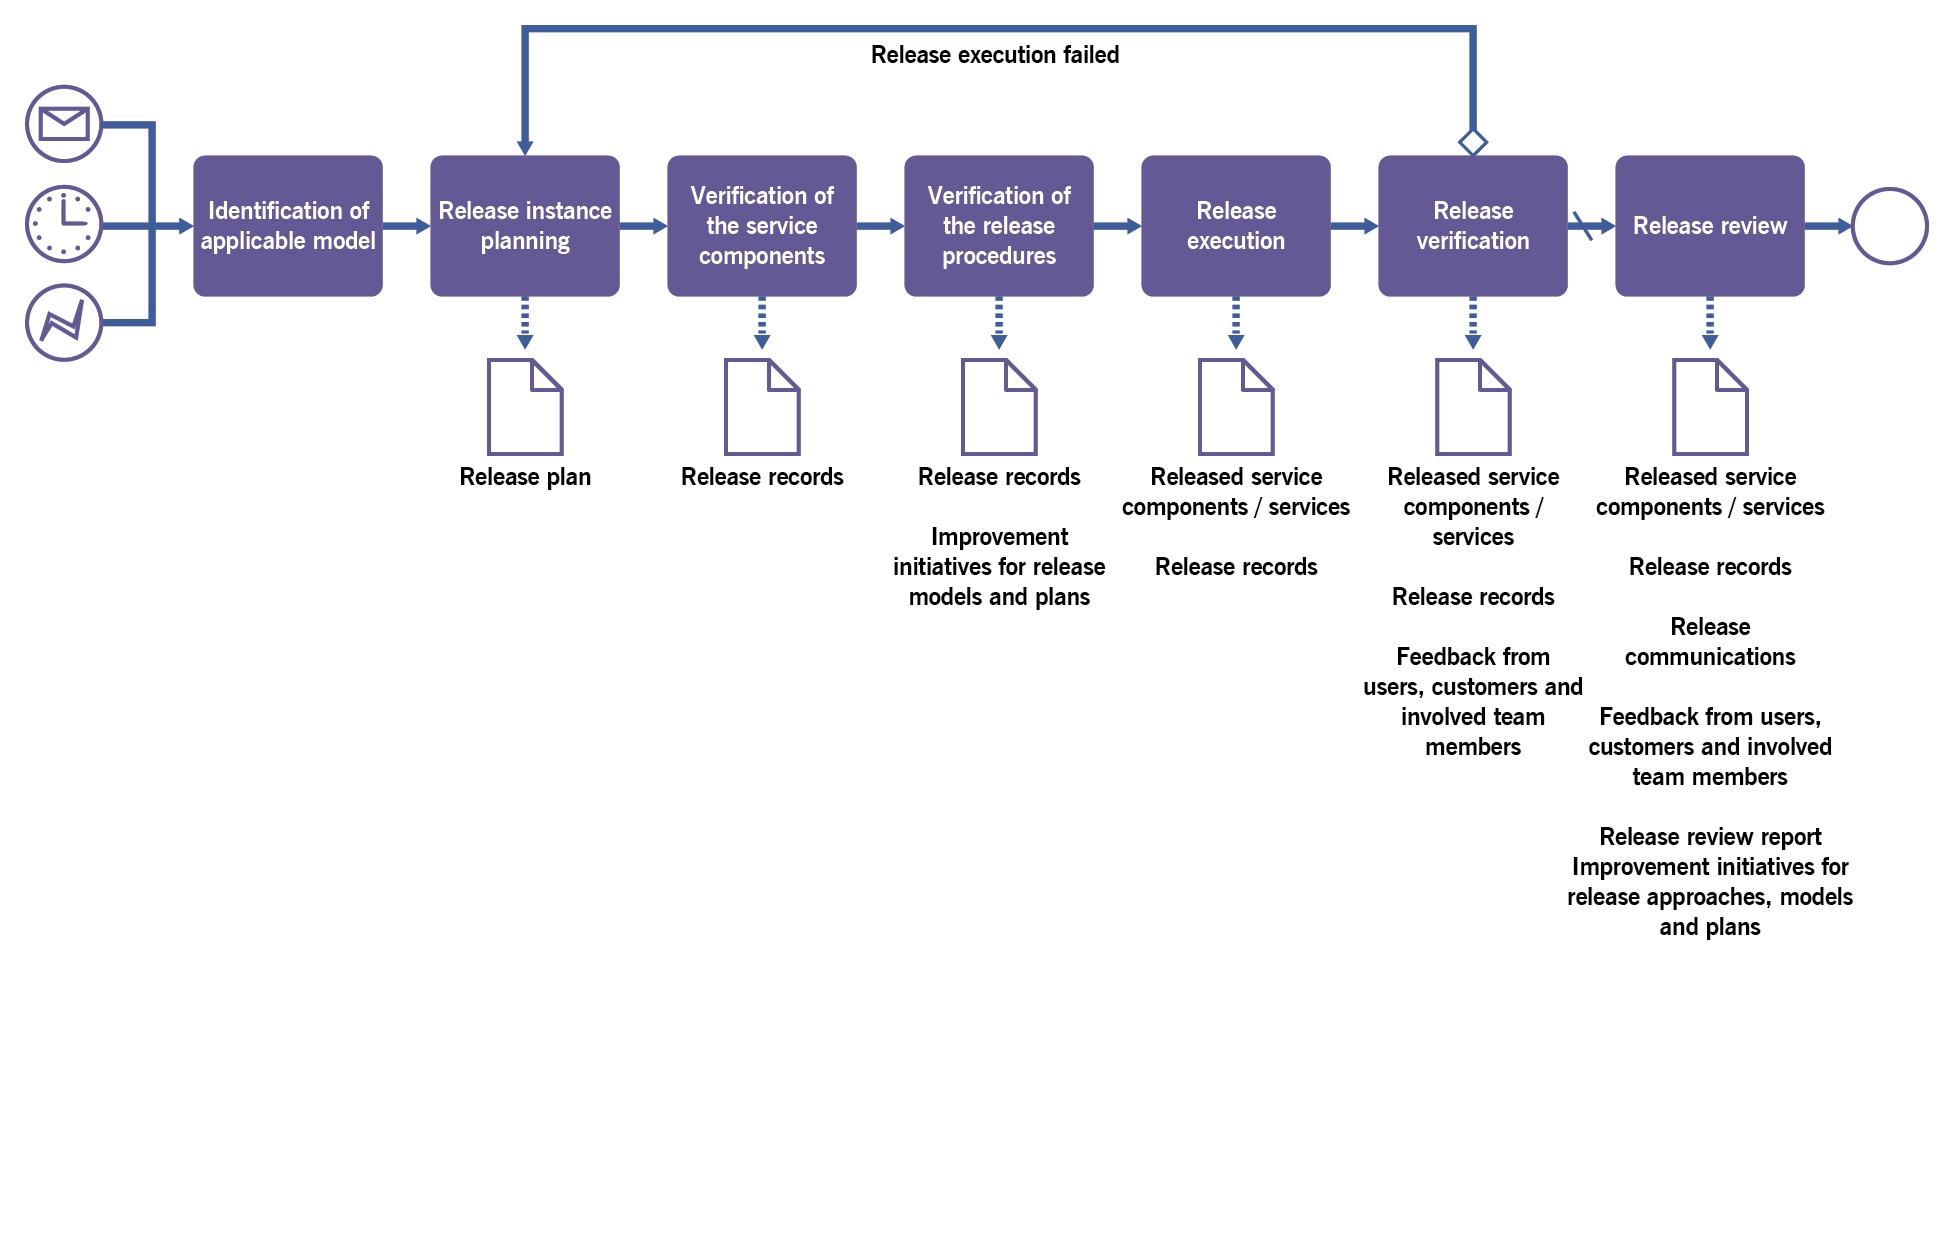 Release execution failed
Identification of
applicable model
Release instance
planning
Verification of
the service
components
Verification of
the release
procedures
Release
execution
Release
verification
Release review
Release plan
Release records
Release records
Improvement
initiatives for release
models and plans
Released service
components / services
Release records
Released service
components /
services
Release records
Feedback from
users, customers and
involved team
members
Released service
components / services
Release records
Release
communications
Feedback from users,
customers and involved
team members
Release review report
Improvement initiatives for
release approaches, models
and plans